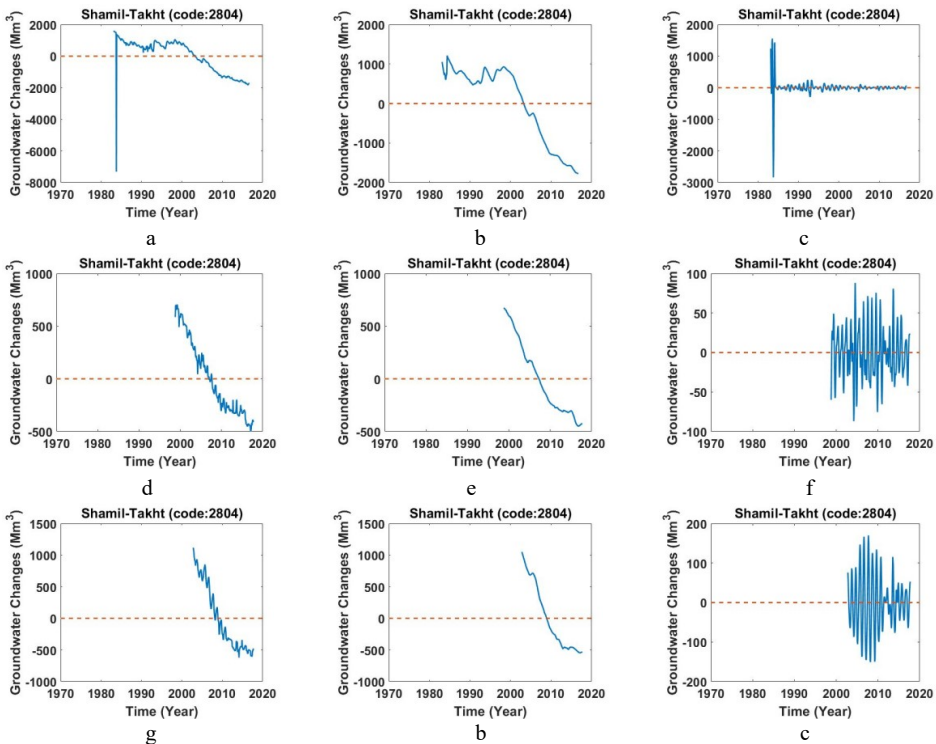 Shamil-Takht (code:2804) Shamil-Takht (code:2804) Shamil-Takht (code:2804)
Groundwater Changes (Mm³) Groundwater Changes (Mm³) Groundwater Changes (Mm³)
2000 2000 2000
0 1000 1000
-2000 0 0
-4000 -1000 -1000
-6000 -2000 -2000
-8000 -3000
1970 1980 1990 2000 2010 2020 1970 1980 1990 2000 2010 2020 1970 1980 1990 2000 2010 2020
Time (Year) Time (Year) Time (Year)
a b c
Shamil-Takht (code:2804) Shamil-Takht (code:2804) Shamil-Takht (code:2804)
Groundwater Changes (Mm³) Groundwater Changes (Mm³) Groundwater Changes (Mm³)
1000 1000 100
500 500 50
0 0 0
-500 -500 -50
-100
1970 1980 1990 2000 2010 2020 1970 1980 1990 2000 2010 2020 1970 1980 1990 2000 2010 2020
Time (Year) Time (Year) Time (Year)
d e f
Shamil-Takht (code:2804) Shamil-Takht (code:2804) Shamil-Takht (code:2804)
Groundwater Changes (Mm³) Groundwater Changes (Mm³) Groundwater Changes (Mm³)
1500 1500 200
1000 1000 100
500 500 0
0 0 -100
-500 -500 -200
-1000 -1000
1970 1980 1990 2000 2010 2020 1970 1980 1990 2000 2010 2020 1970 1980 1990 2000 2010 2020
Time (Year) Time (Year) Time (Year)
g b c